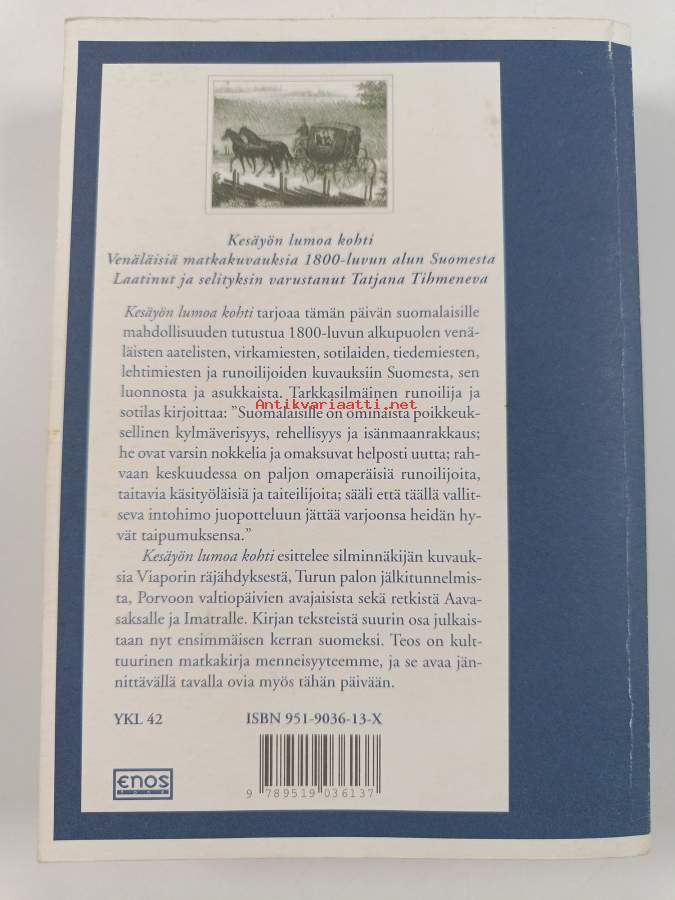 Kesäyön lumoa kohti
Venäläisiä matkakuvauksia 1800-luvun alun Suomesta
Laatinut ja selityksin varustanut Tatjana Tihmeneva
Kesäyön lumoa kohti tarjoaa tämän päivän suomalaisille
mahdollisuuden tutustua 1800-luvun alkupuolen venä-
läisten aatelisten, virkamiesten, sotilaiden, tiedemiesten,
lehtimiesten ja runoilijoiden kuvauksiin Suomesta, sen
luonnosta ja asukkaista. Tarkkasilmäinen runoilija ja
sotilas kirjoittaa: ”Suomalaisille on ominaista poikkeuk-
Antikvariaatti.net
sellinen kylmäverisyys, rehellisyys ja isänmaanrakkaus;
he ovat varsin nokkelia ja omaksuvat helposti uutta; rah-
vaan keskuudessa on paljon omaperäisiä runoilijoita,
taitavia käsityöläisiä ja taiteilijoita; sääli että täällä vallit-
seva intohimo juopotteluun jättää varjoonsa heidän hy-
vät taipumuksensa.”
Kesäyön lumoa kohti esittelee silminnäkijän kuvauk-
sia Viaporin räjähdyksestä, Turun palon jälkitunnelmis-
ta, Porvoon valtiopäivien avajaisista sekä retkistä Aava-
saksalle ja Imatralle. Kirjan teksteistä suurin osa julkais-
taan nyt ensimmäisen kerran suomeksi. Teos on kult-
tuurinen matkakirja menneisyyteemme, ja se avaa jän-
nittävällä tavalla ovia myös tähän päivään.
YKL 42 ISBN 951-9036-13-X
enos
9 789519 036137